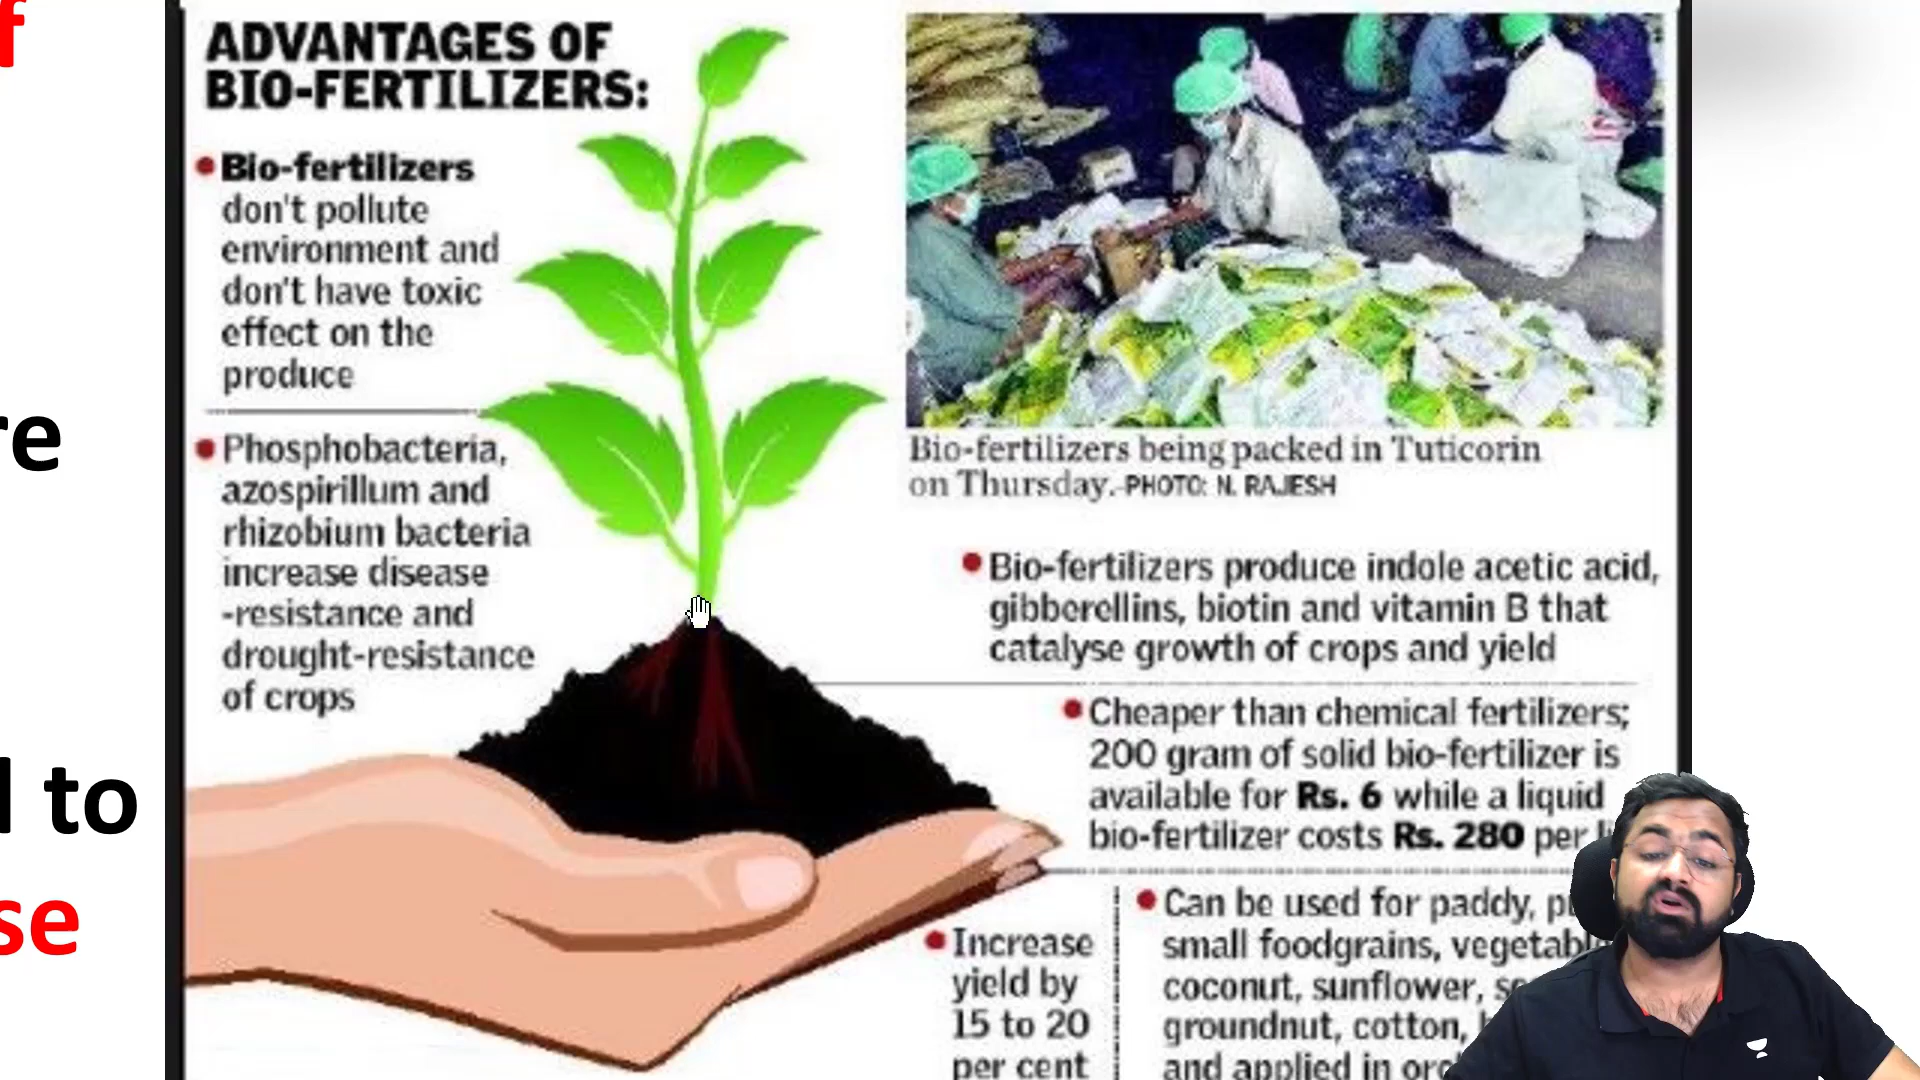 f
re
l to
se
ADVANTAGES OF
BIO-FERTILIZERS:
Bio-fertilizers
don't pollute
environment and
don't have toxic
effect on the
produce
Phosphobacteria,
azospirillum and
rhizobium bacteria
increase disease
-resistance and
drought-resistance
of crops
Bio-fertilizers being packed in Tuticorin
on Thursday.-PHOTO: N. RAJESH
Bio-fertilizers produce indole acetic acid,
gibberellins, biotin and vitamin B that
catalyse growth of crops and yield
Cheaper than chemical fertilizers;
200 gram of solid bio-fertilizer is
available for Rs. 6 while a liquid
bio-fertilizer costs Rs. 280 per
Increase
yield by
15 to 20
per cent
Can be used for paddy,
small foodgrains,
coconut, sunflower,
groundnut, cotton,
and applied in